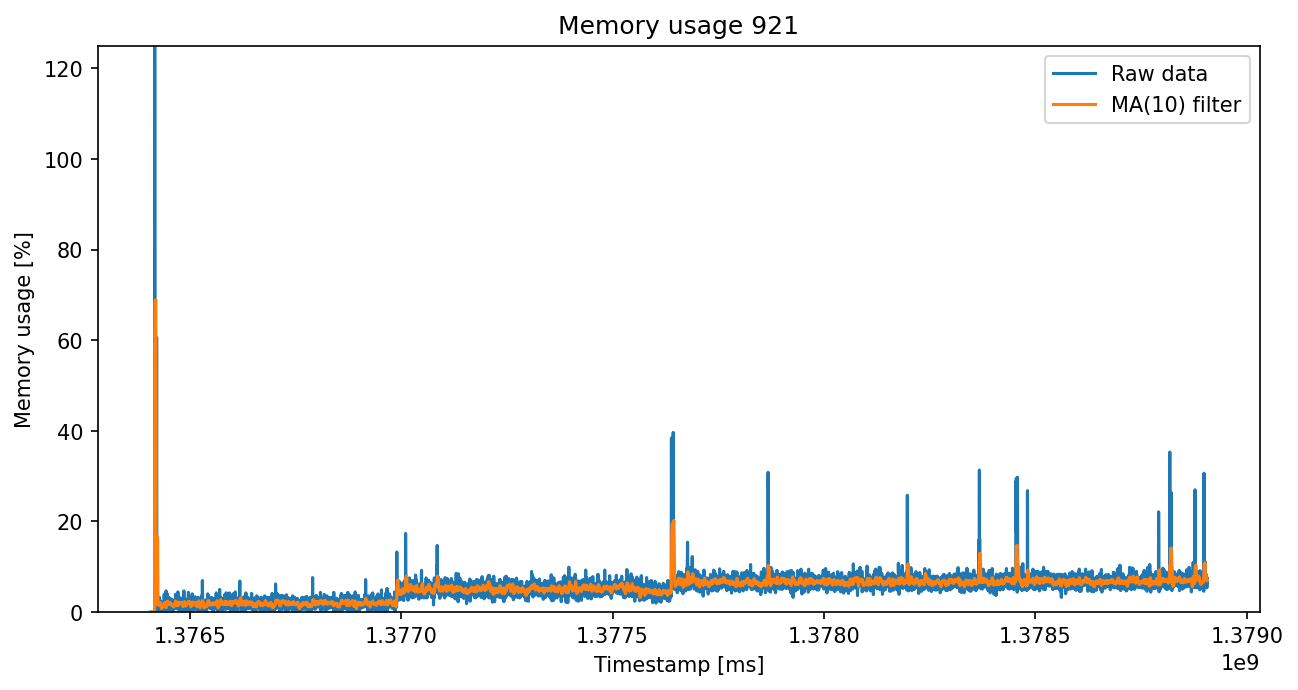 Memory usage 921
Raw data
MA(10) filter
Memory usage [%]
120
100
80
60
40
20
0
1.3765 1.3770 1.3775 1.3780 1.3785 1.3790
1e9
Timestamp [ms]